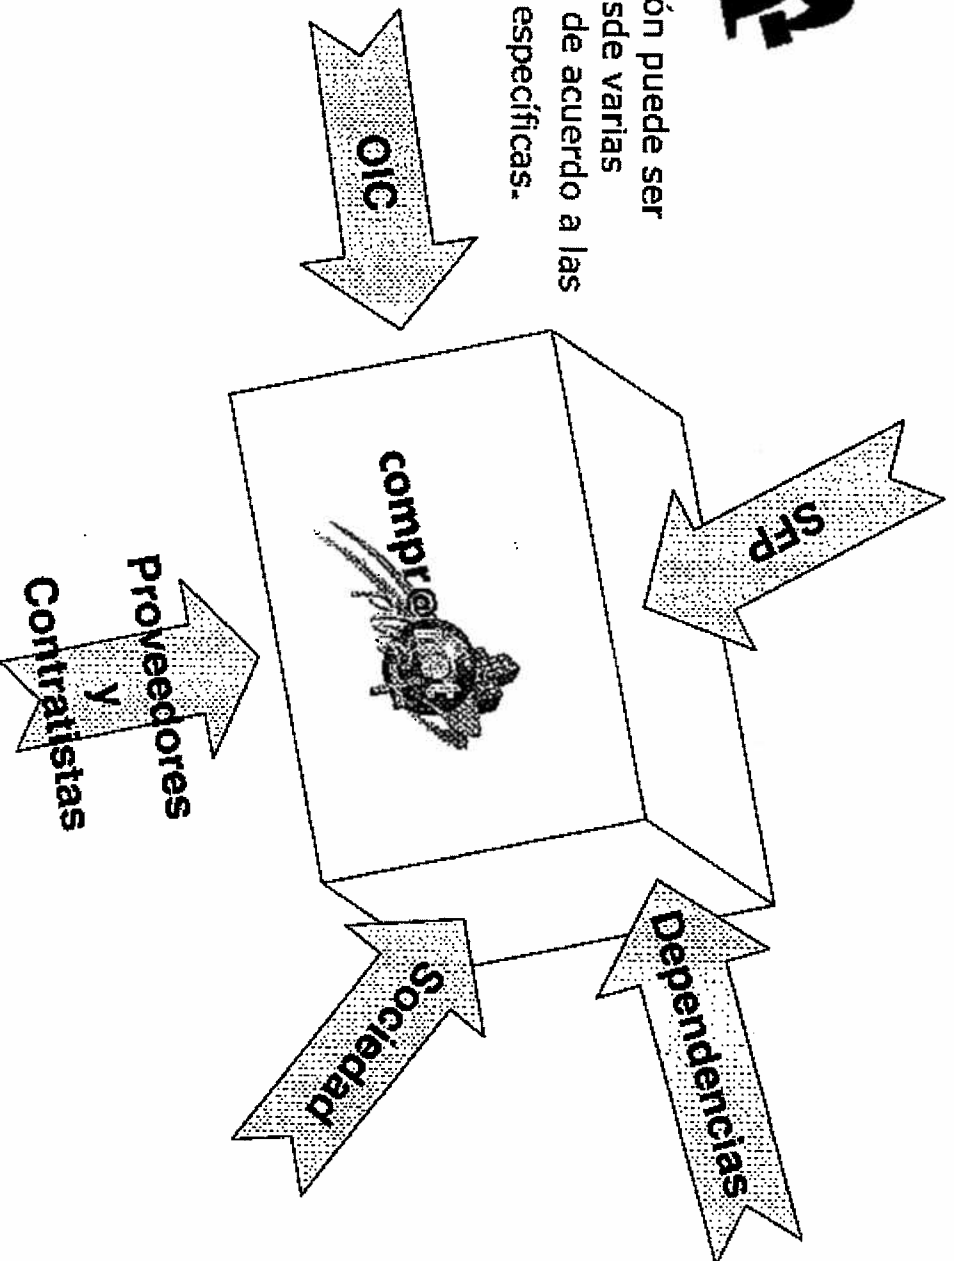 ón puede ser
sde varias
de acuerdo a las
específicas.
OIC
SFP
compr@
Dependencias
Sociedad
Proveedores
y
Contratistas